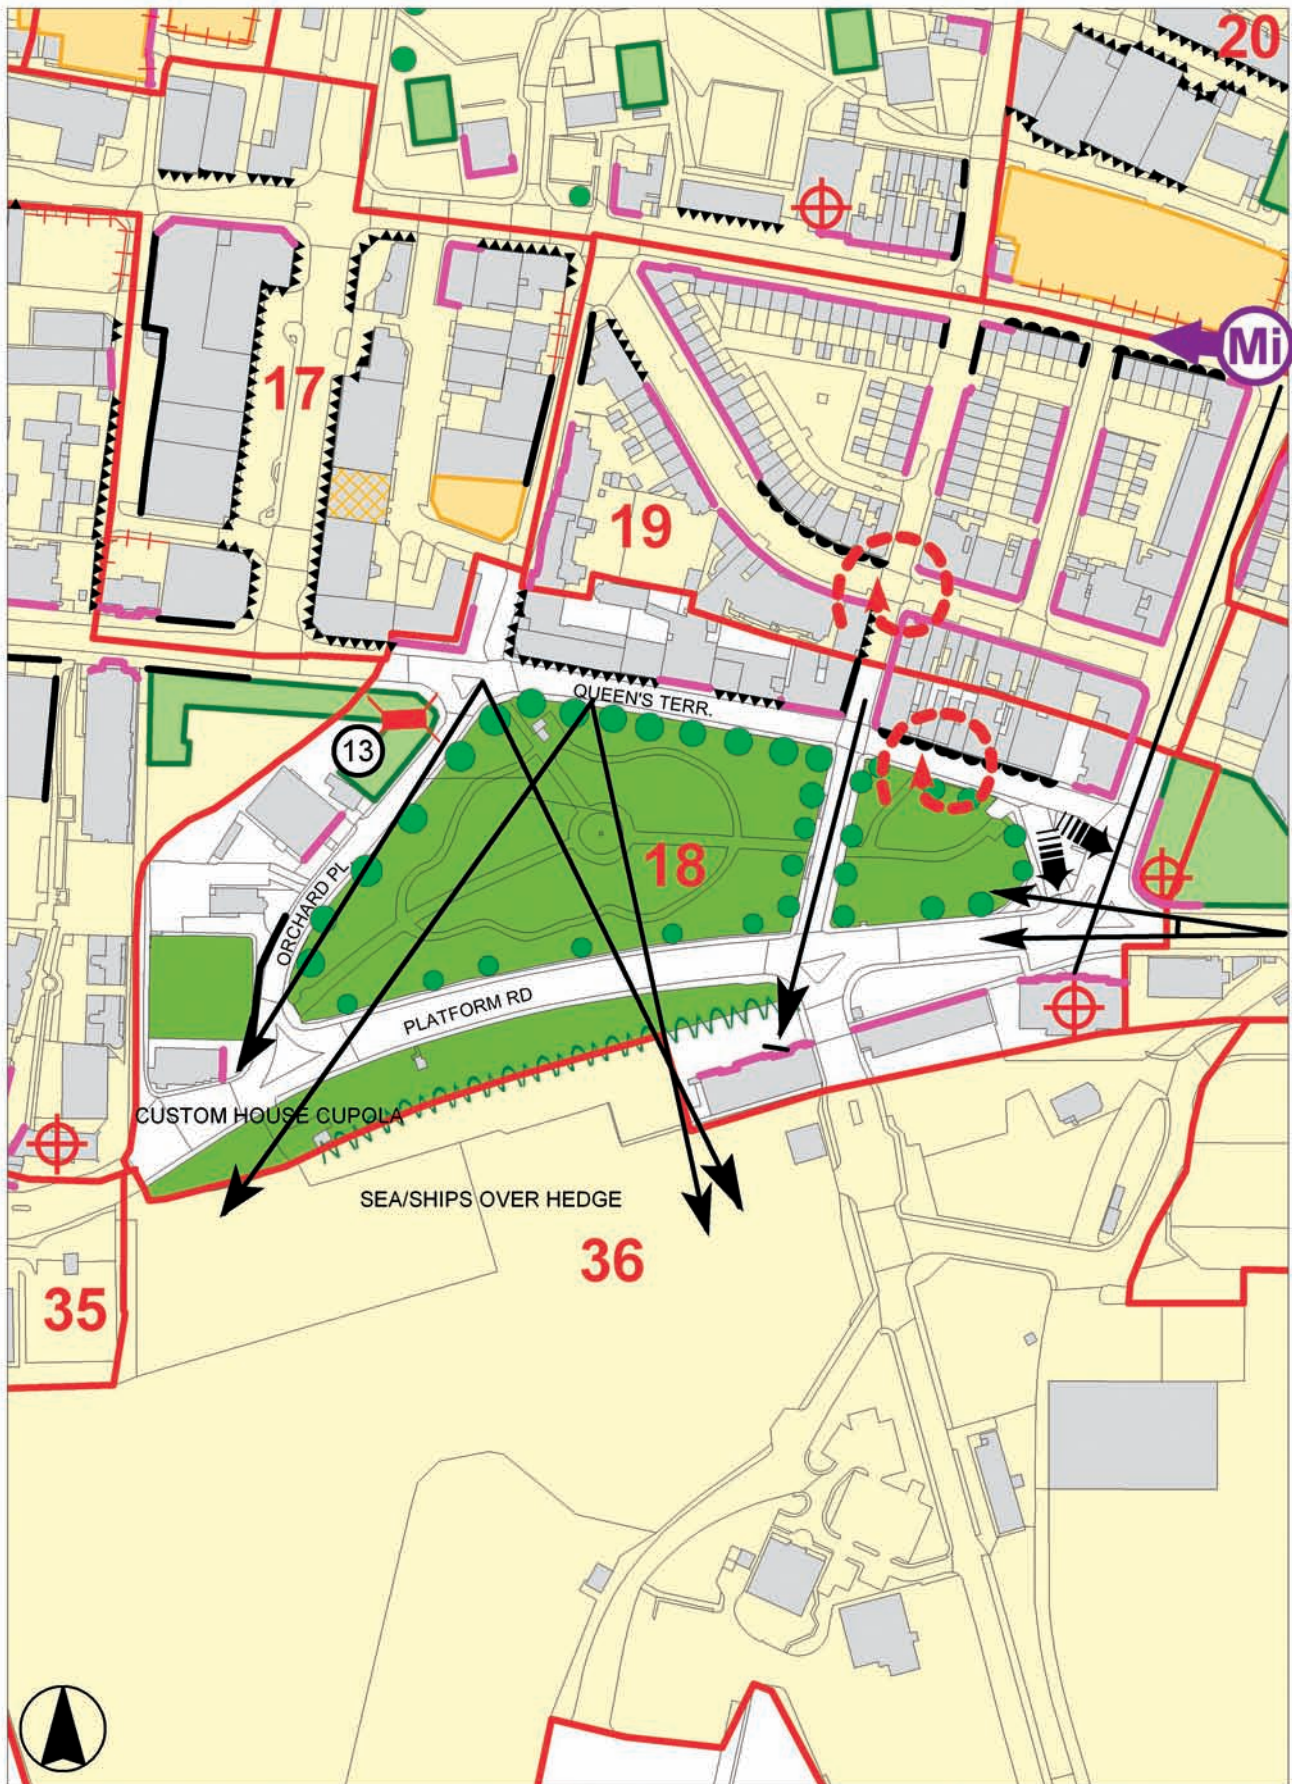 20
Mi
17
19
QUEEN'S TERR.
13
18
ORCHARD PL
PLATFORM RD
CUSTOM HOUSE CUPOLA
SEA/SHIPS OVER HEDGE
36
35